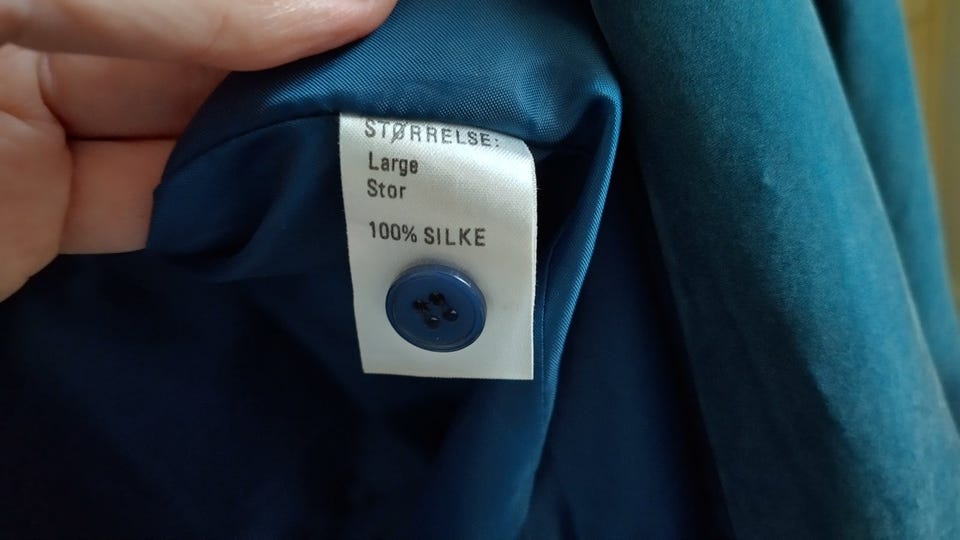 STØRRELSE:
Large
Stor
100% SILKE